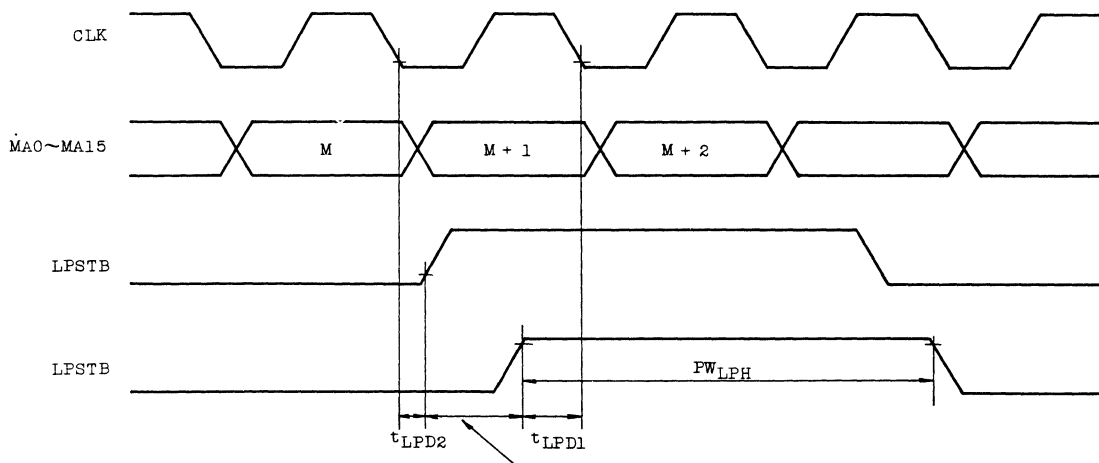 CLK
MA0~MA15
M
M + 1
M + 2
LPSTB
LPSTB
PWLPH
tLPD2
tLPD1